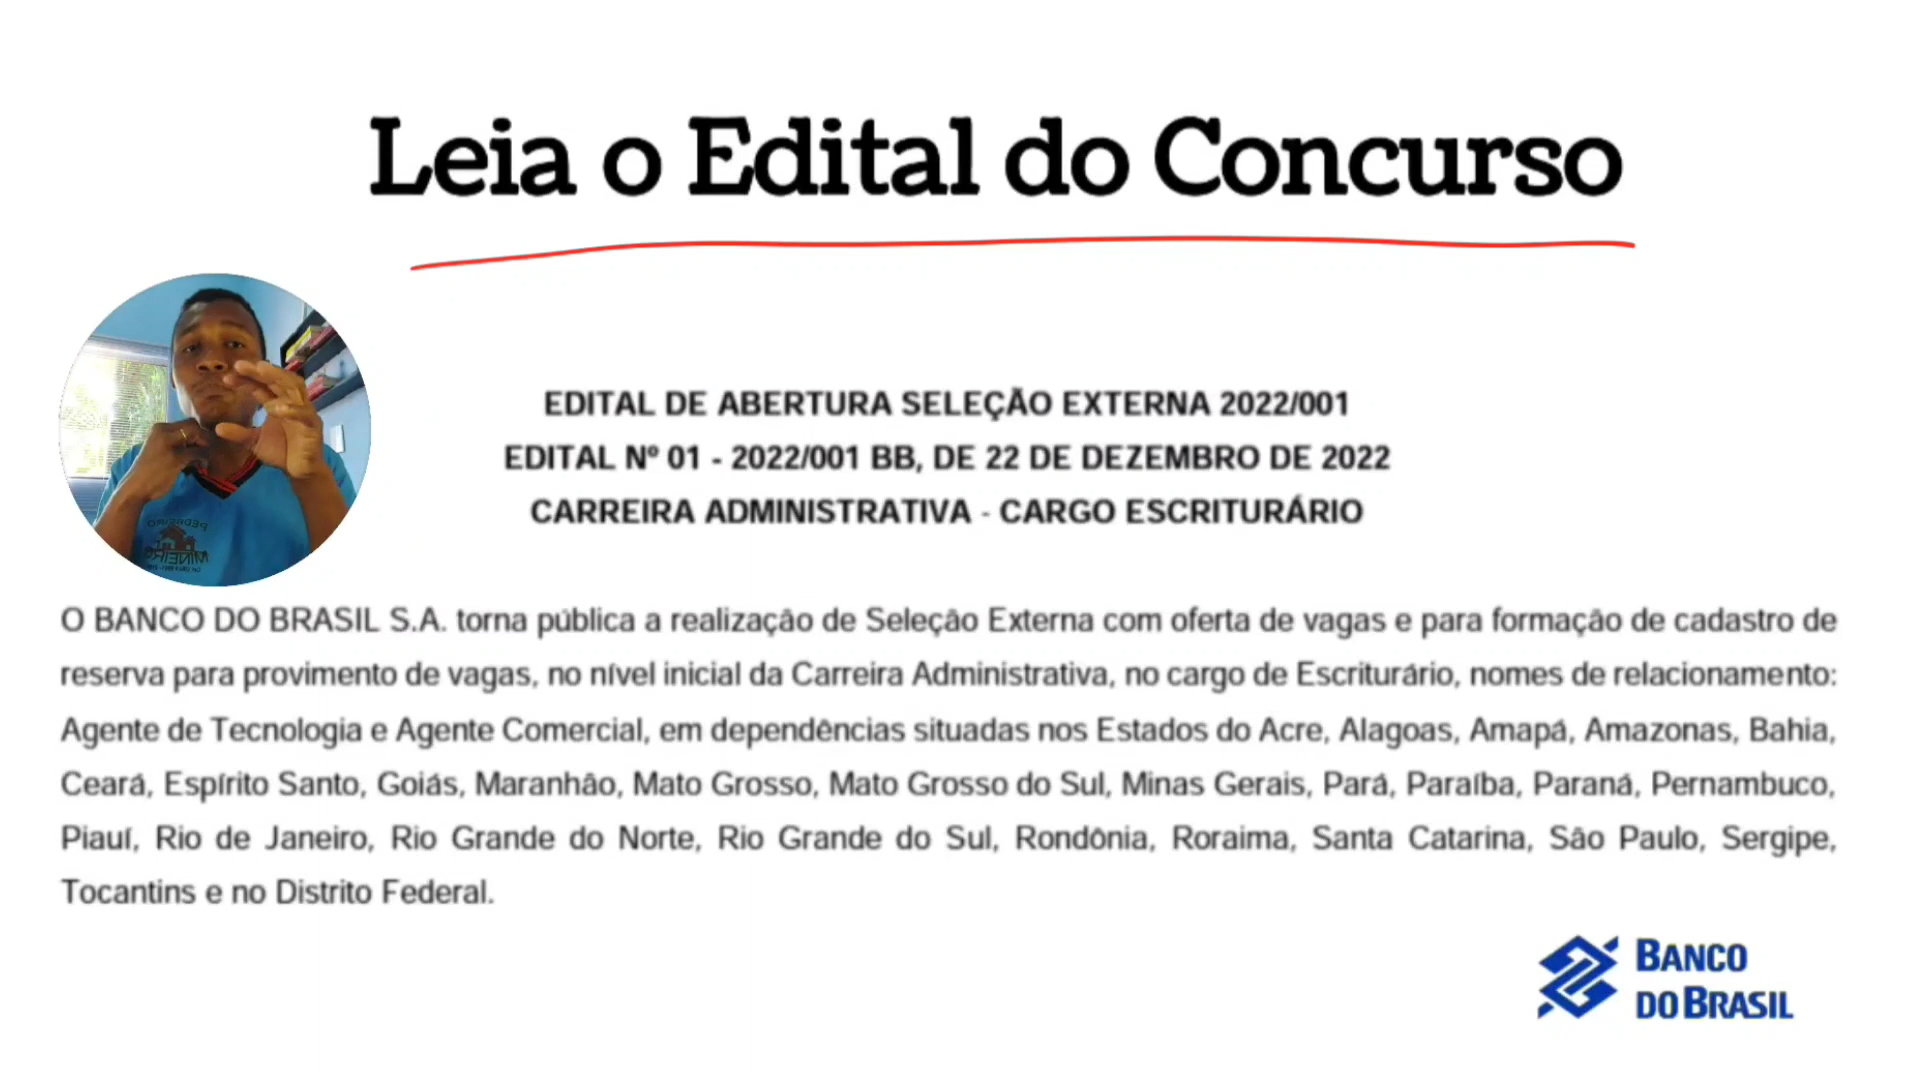 Leia o Edital do Concurso
EDITAL DE ABERTURA SELEÇÃO EXTERNA 2022/001
EDITAL Nº 01 - 2022/001 BB, DE 22 DE DEZEMBRO DE 2022
CARREIRA ADMINISTRATIVA - CARGO ESCRITURÁRIO
PEDREIRO
MINEIRO
O BANCO DO BRASIL S.A. torna pública a realização de Seleção Externa com oferta de vagas e para formação de cadastro de
reserva para provimento de vagas, no nível inicial da Carreira Administrativa, no cargo de Escriturário, nomes de relacionamento:
Agente de Tecnologia e Agente Comercial, em dependências situadas nos Estados do Acre, Alagoas, Amapá, Amazonas, Bahia,
Ceará, Espírito Santo, Goiás, Maranhão, Mato Grosso, Mato Grosso do Sul, Minas Gerais, Pará, Paraíba, Paraná, Pernambuco,
Piauí, Rio de Janeiro, Rio Grande do Norte, Rio Grande do Sul, Rondônia, Roraima, Santa Catarina, São Paulo, Sergipe,
Tocantins e no Distrito Federal.
BANCO
DO BRASIL